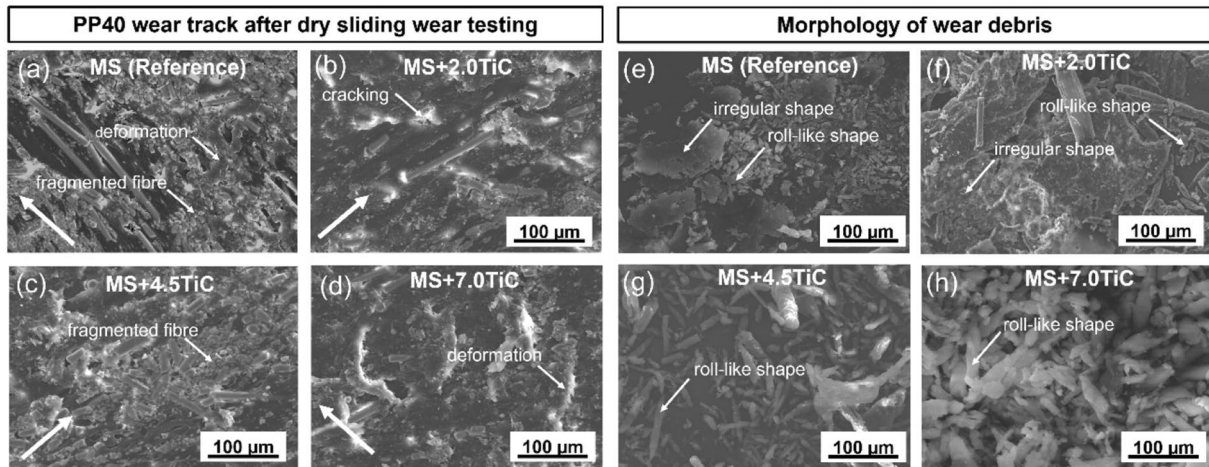 PP40 wear track after dry sliding wear testing
Morphology of wear debris
(a)
MS (Reference)
deformation
fragmented fibre
(b)
MS+2.0TiC
cracking
100 µm
(e)
MS (Reference)
irregular shape
roll-like shape
100 µm
(f)
MS+2.0TiC
roll-like shape
irregular shape
100 µm
(c)
MS+4.5TiC
fragmented fibre
100 µm
(d)
MS+7.0TiC
deformation
100 µm
(g)
MS+4.5TiC
roll-like shape
100 µm
(h)
MS+7.0TiC
roll-like shape
100 µm